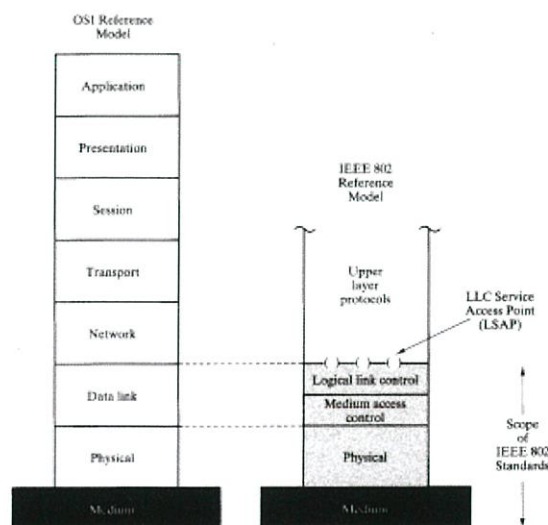 OSI Reference
Model
Application
Presentation
Session
Transport
Network
Data link
Physical
Medium
IEEE 802
Reference
Model
Upper
layer
protocols
LLC Service
Access Point
(LSAP)
Logical link control
Medium access
control
Physical
Medium
Scope
of
IEEE 802
Standards